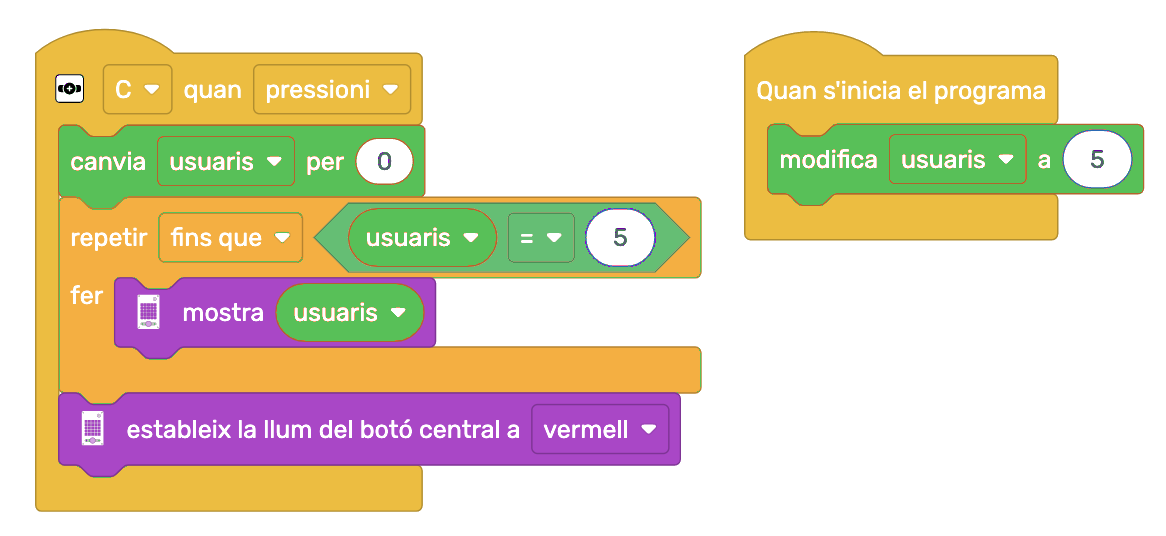 C quan pressioni
canvia usuaris per 0
repetir fins que usuaris = 5
fer
mostra usuaris
estableix la llum del botó central a vermell
Quan s'inicia el programa
modifica usuaris a 5